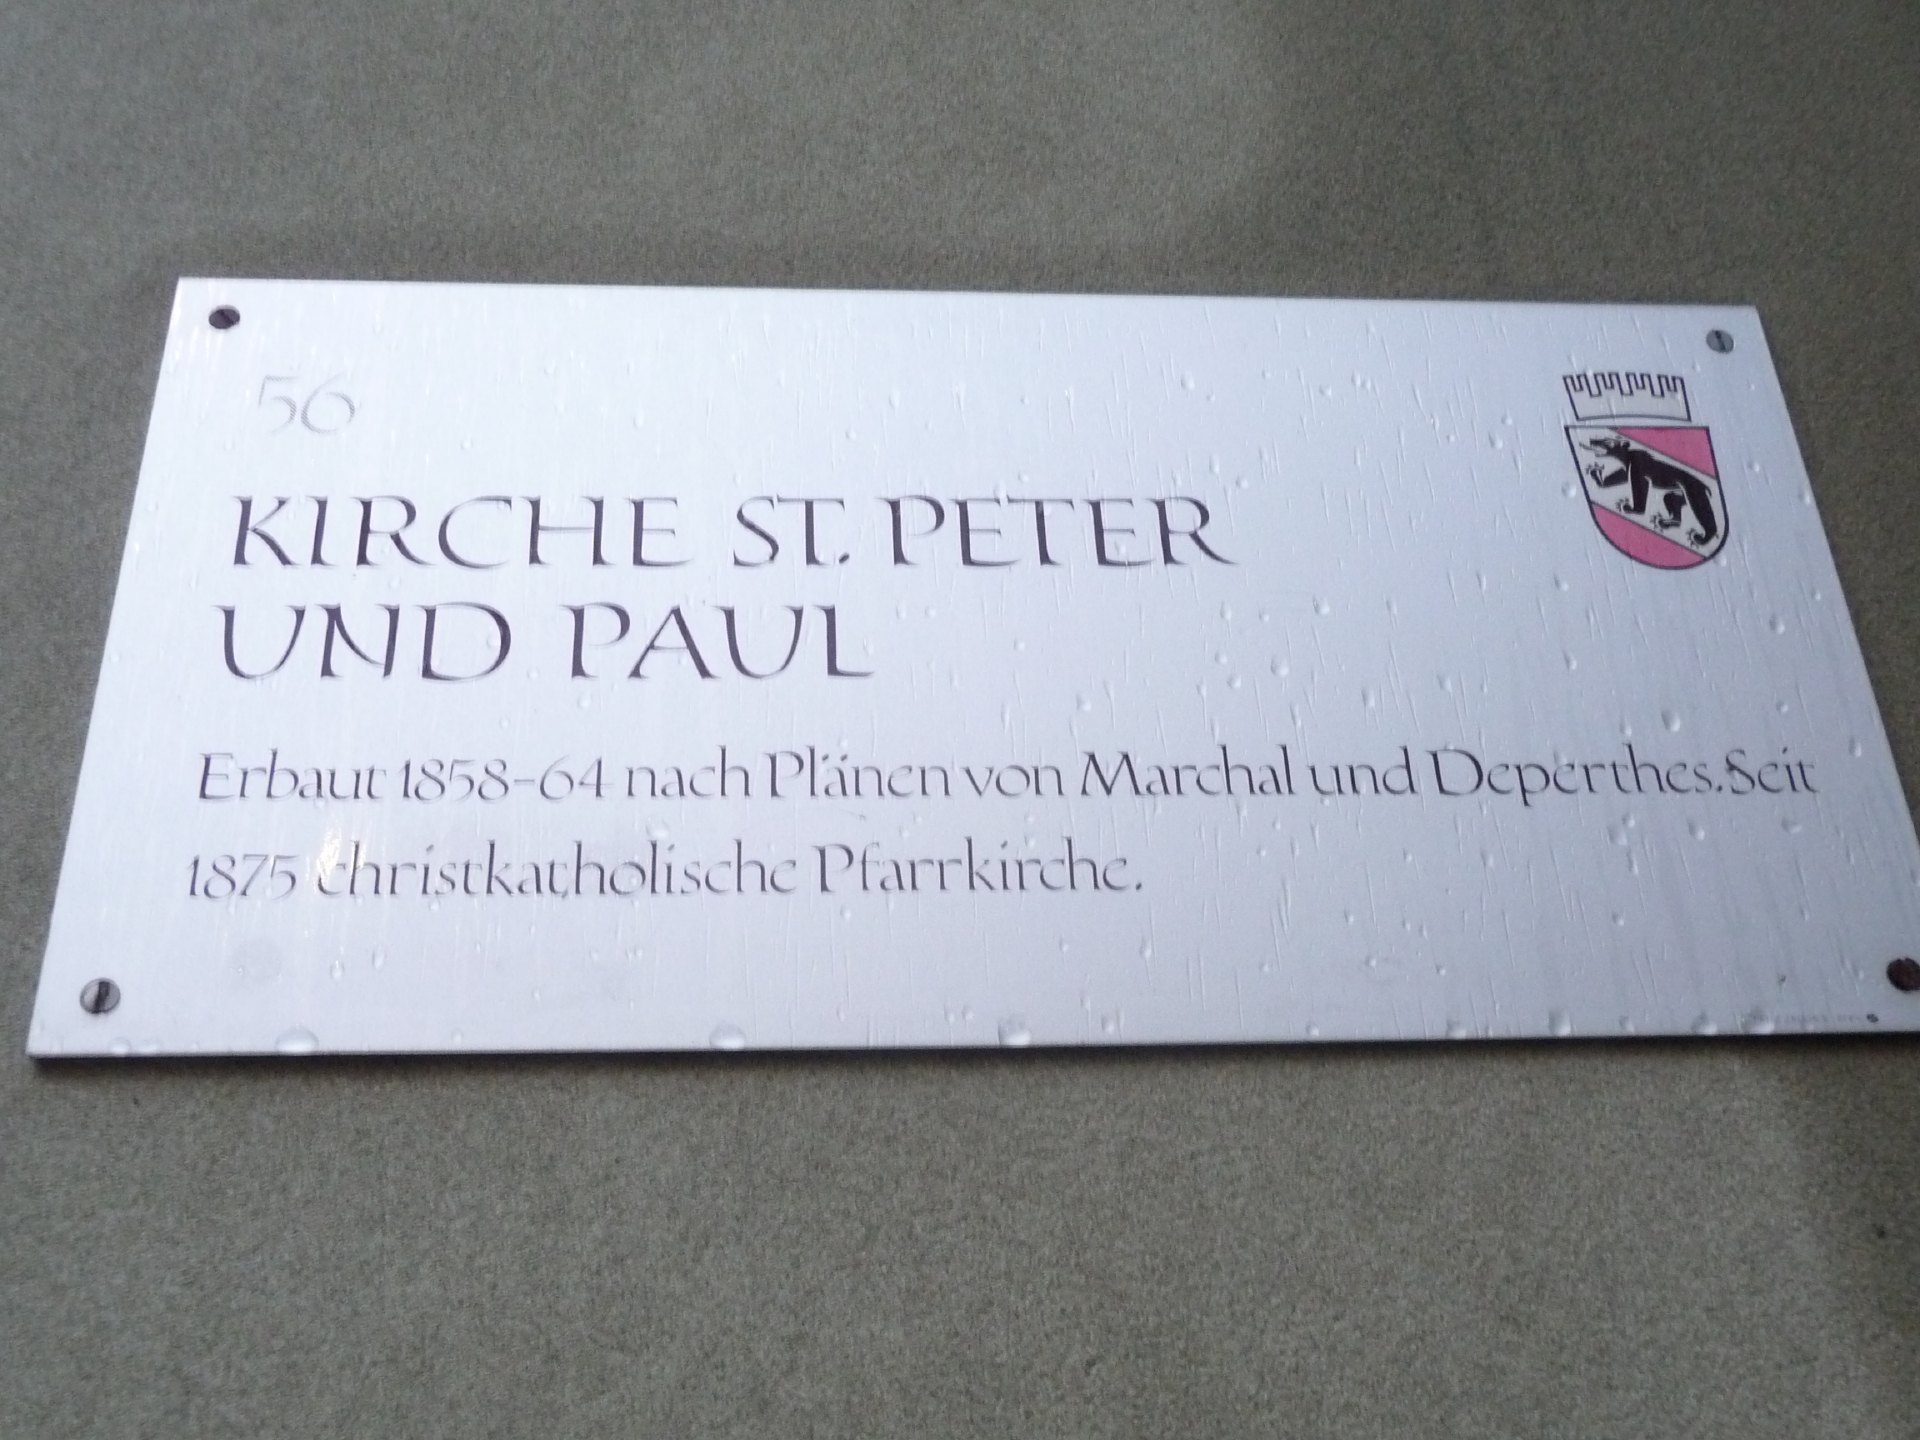 56
KIRCHE ST. PETER
UND PAUL
Erbaut 1858-64 nach Plänen von Marchal und Deperthes. Seit
1875 christkatholische Pfarrkirche.